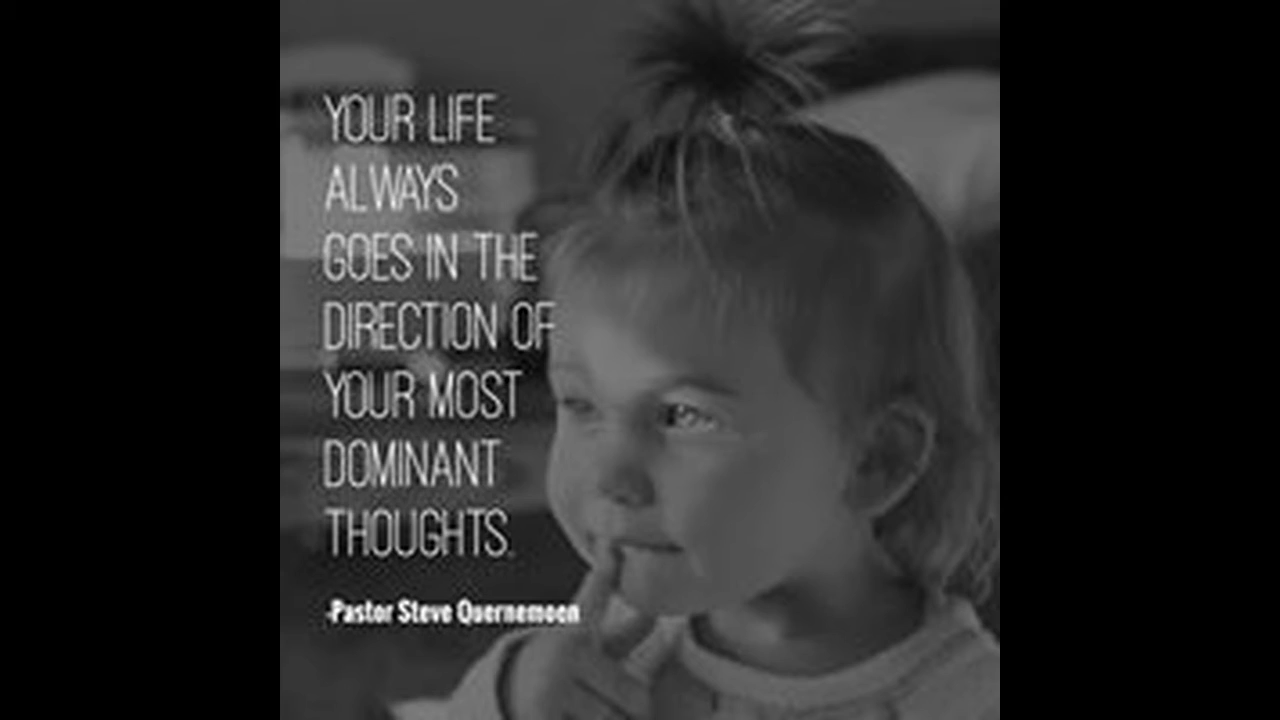 YOUR LIFE
ALWAYS
GOES IN THE
DIRECTION OF
YOUR MOST
DOMINANT
THOUGHTS.
-Pastor Steve Quernemoen